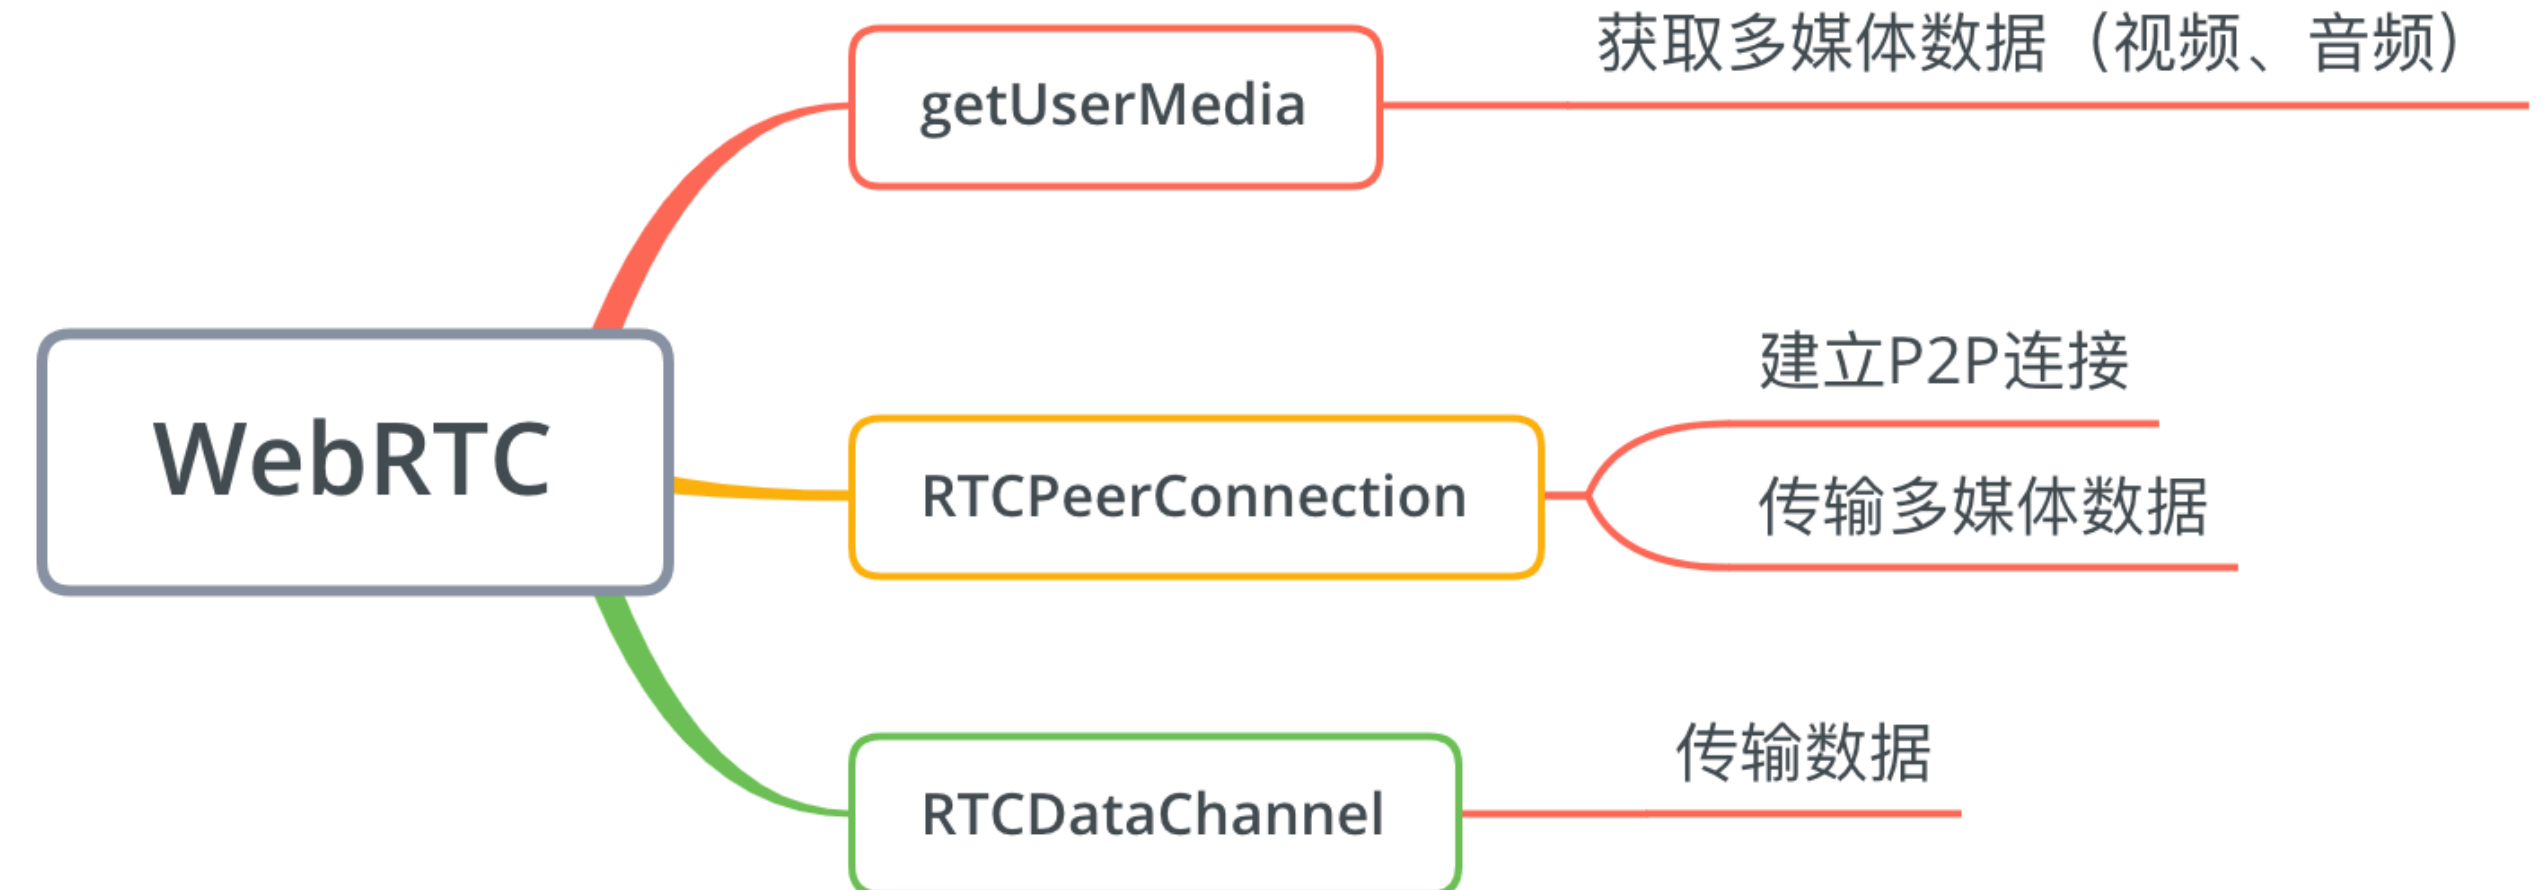 获取多媒体数据（视频、音频）
getUserMedia
建立P2P连接
WebRTC
RTCPeerConnection
传输多媒体数据
传输数据
RTCDataChannel